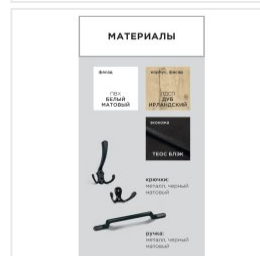 МАТЕРИАЛЫ
фасад
ПВХ
БЕЛЫЙ
МАТОВЫЙ
корпус, фасад
ЛДСП
ДУБ
ИРЛАНДСКИЙ
экокожа
ТЕОС БЛЭК
крючки:
металл, черный
матовый
ручка:
металл, черный
матовый